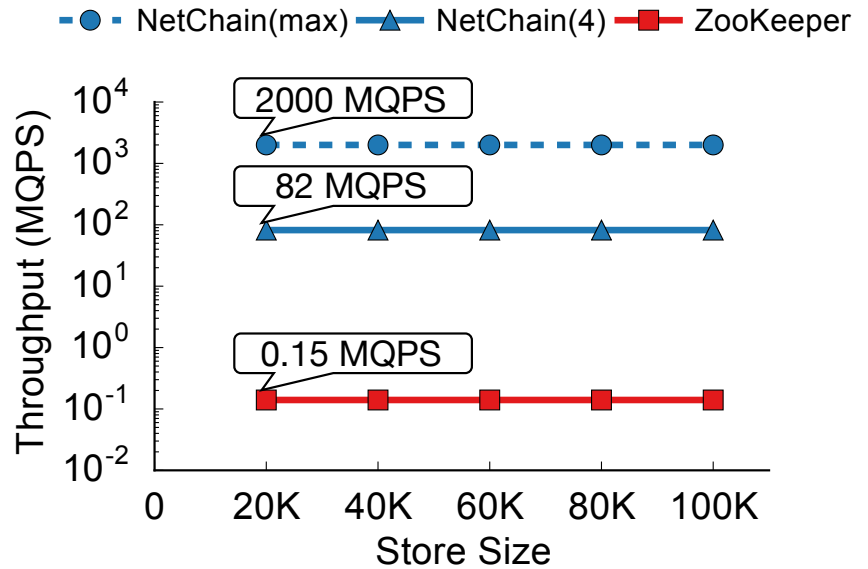 NetChain(max) NetChain(4) ZooKeeper
Throughput (MQPS)
10^4
10^3
10^2
10^1
10^0
10^-1
10^-2
2000 MQPS
82 MQPS
0.15 MQPS
0 20K 40K 60K 80K 100K
Store Size